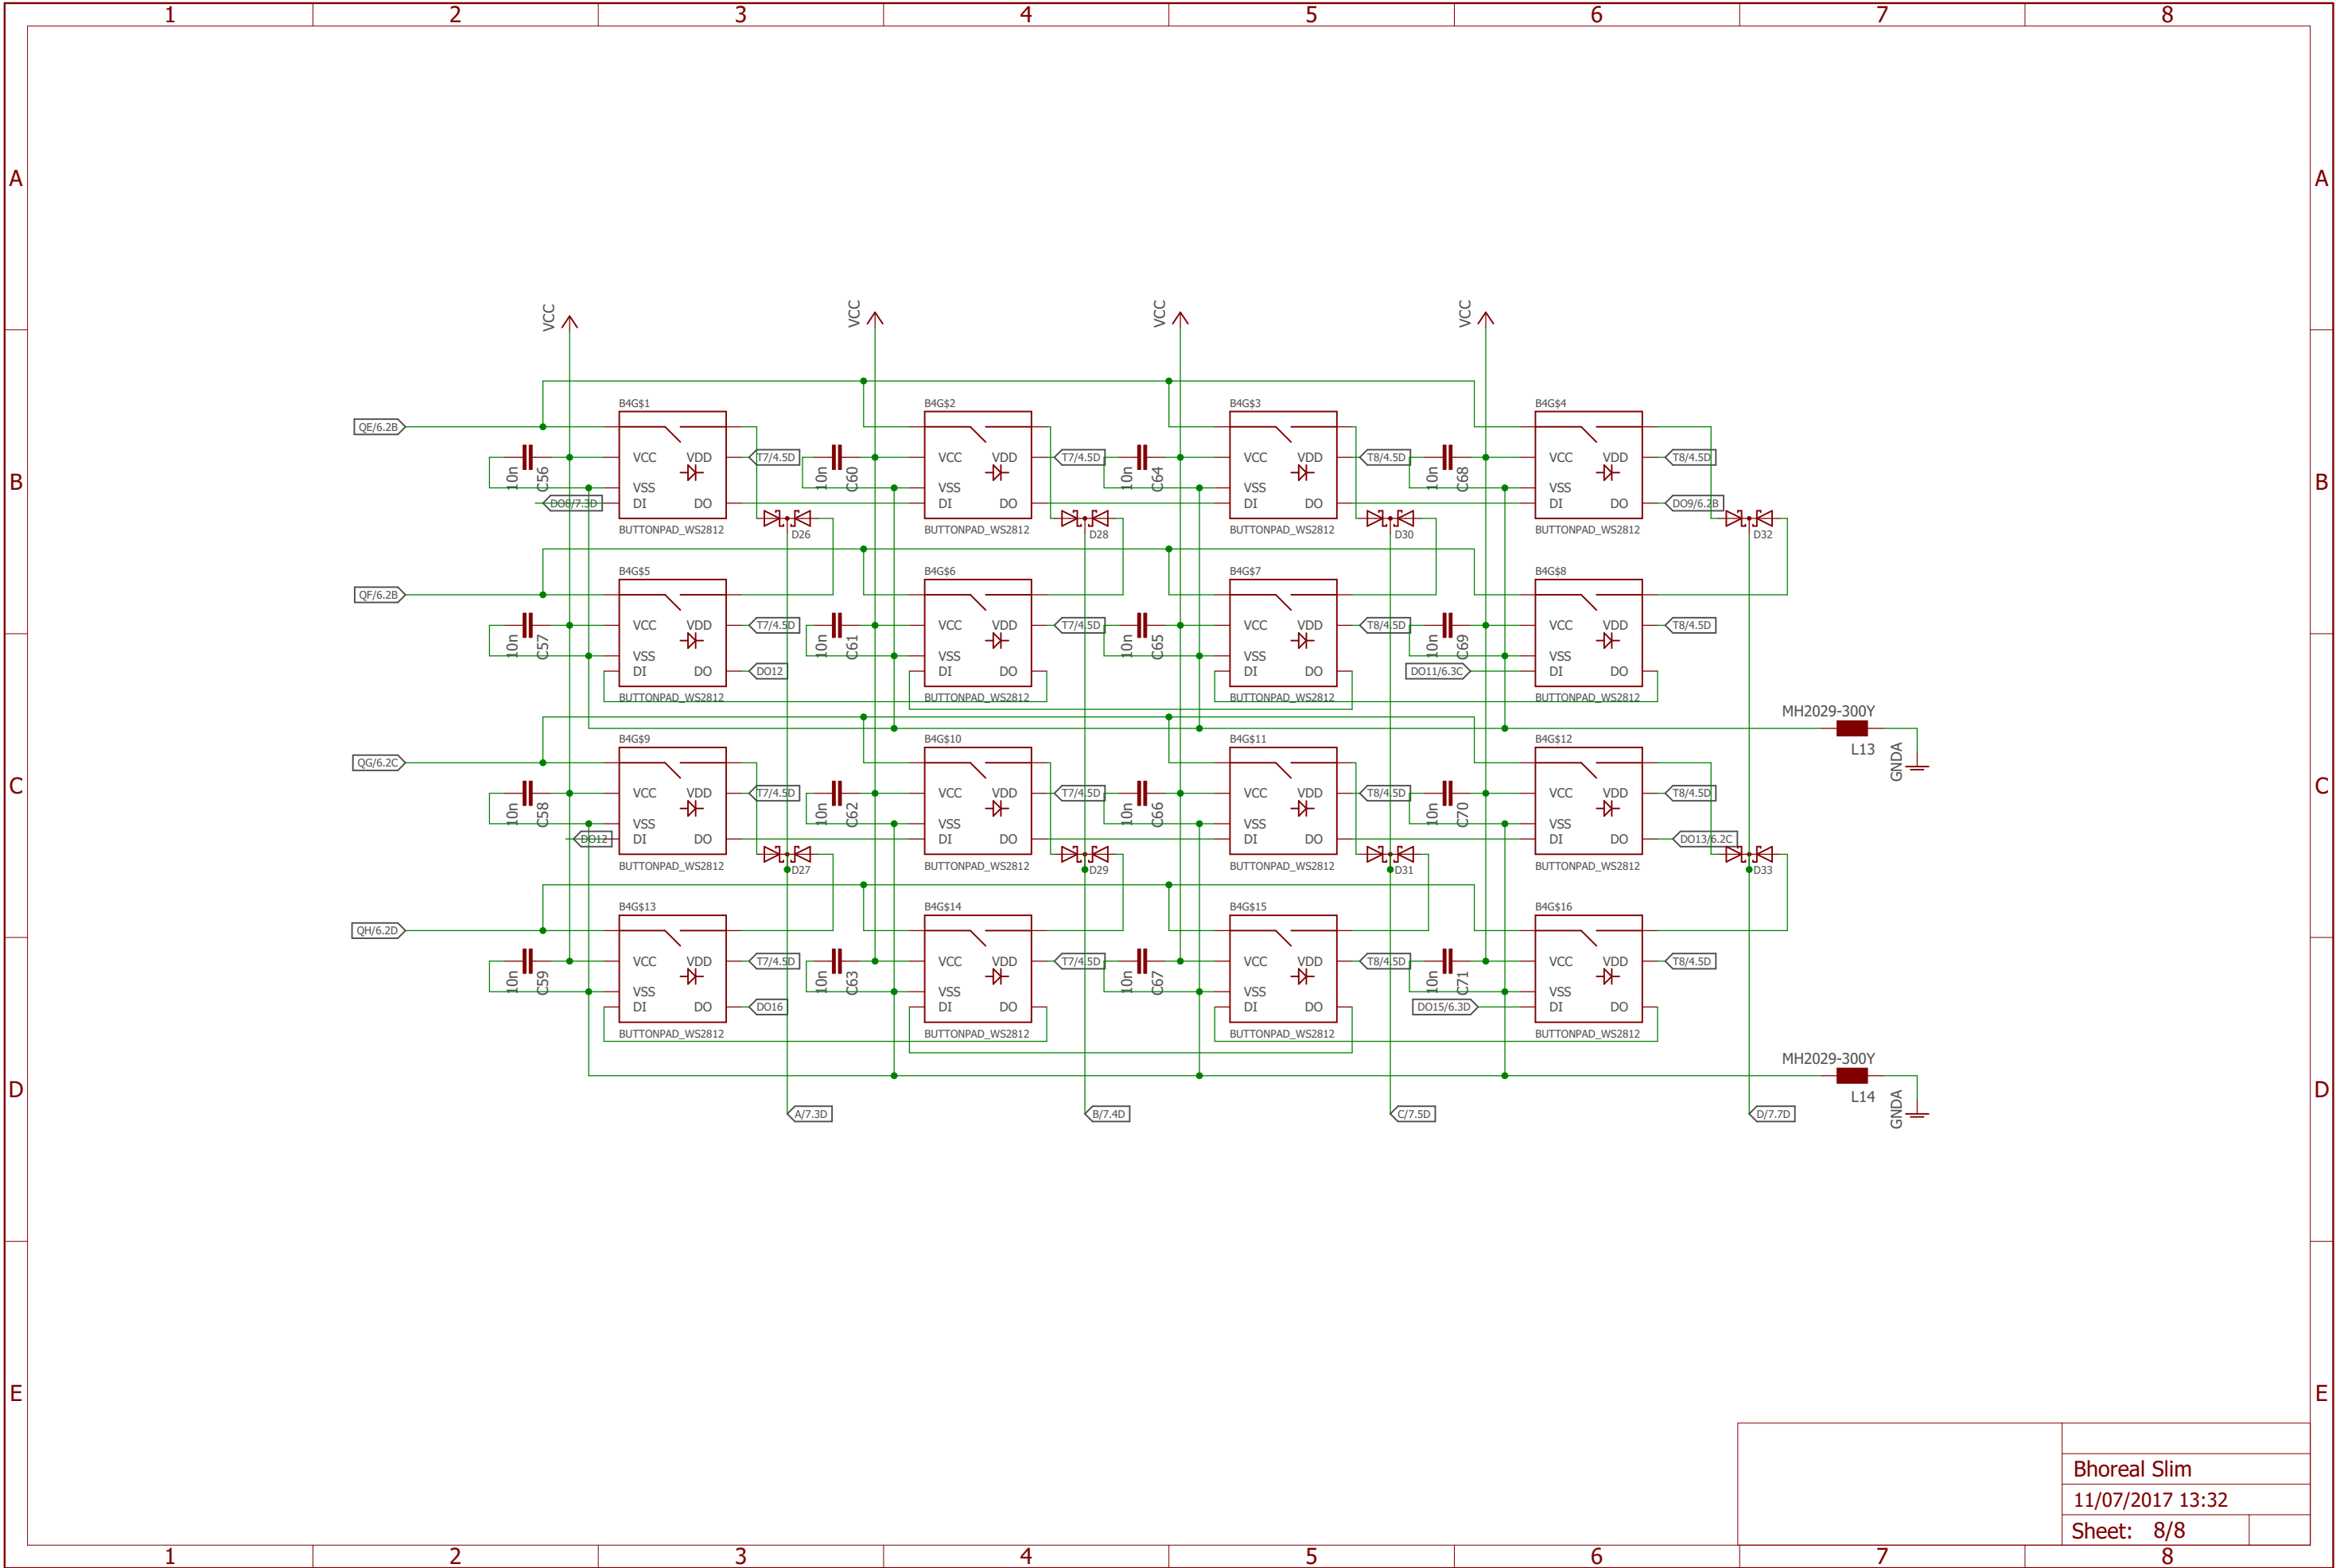 1 2 3 4 5 6 7 8
A A
VCC VCC VCC VCC
B4G$1 B4G$2 B4G$3 B4G$4
QE/6.2B
VCC VDD T7/4.5D VCC VDD T7/4.5D VCC VDD T8/4.5D VCC VDD T8/4.5D
10n C56 10n C60 10n C64 10n C68
B B
VSS VSS VSS VSS
DO8/7.3D DI DO DI DO DI DO DI DO DO9/6.2B
BUTTONPAD_WS2812 D26 BUTTONPAD_WS2812 D28 BUTTONPAD_WS2812 D30 BUTTONPAD_WS2812 D32
B4G$5 B4G$6 B4G$7 B4G$8
QF/6.2B
VCC VDD T7/4.5D VCC VDD T7/4.5D VCC VDD T8/4.5D VCC VDD T8/4.5D
10n C57 10n C61 10n C65 10n C69
VSS VSS VSS VSS
DI DO DO12 DI DO DI DO DO11/6.3C DI DO
BUTTONPAD_WS2812 BUTTONPAD_WS2812 BUTTONPAD_WS2812 BUTTONPAD_WS2812
MH2029-300Y
B4G$9 B4G$10 B4G$11 B4G$12
L13
GNDA
QG/6.2C
C C
VCC VDD T7/4.5D VCC VDD T7/4.5D VCC VDD T8/4.5D VCC VDD T8/4.5D
10n C58 10n C62 10n C66 10n C70
VSS VSS VSS VSS
DO12 DI DO DI DO DI DO DI DO DO13/6.2C
BUTTONPAD_WS2812 D27 BUTTONPAD_WS2812 D29 BUTTONPAD_WS2812 D31 BUTTONPAD_WS2812 D33
B4G$13 B4G$14 B4G$15 B4G$16
QH/6.2D
VCC VDD T7/4.5D VCC VDD T7/4.5D VCC VDD T8/4.5D VCC VDD T8/4.5D
10n C59 10n C63 10n C67 10n C71
VSS VSS VSS VSS
DI DO DO16 DI DO DI DO DO15/6.3D DI DO
BUTTONPAD_WS2812 BUTTONPAD_WS2812 BUTTONPAD_WS2812 BUTTONPAD_WS2812
MH2029-300Y
D D
L14
GNDA
A/7.3D B/7.4D C/7.5D D/7.7D
E E
Bhoreal Slim
11/07/2017 13:32
Sheet: 8/8
1 2 3 4 5 6 7 8